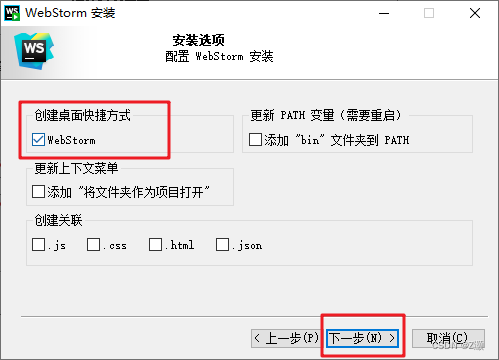 WebStorm 安装
WS
安装选项
配置 WebStorm 安装
创建桌面快捷方式
WebStorm
更新 PATH 变量（需要重启）
添加 "bin" 文件夹到 PATH
更新上下文菜单
添加 "将文件夹作为项目打开"
创建关联
.js .css .html .json
< 上一步(P) 下一步(N) > 取消(C)